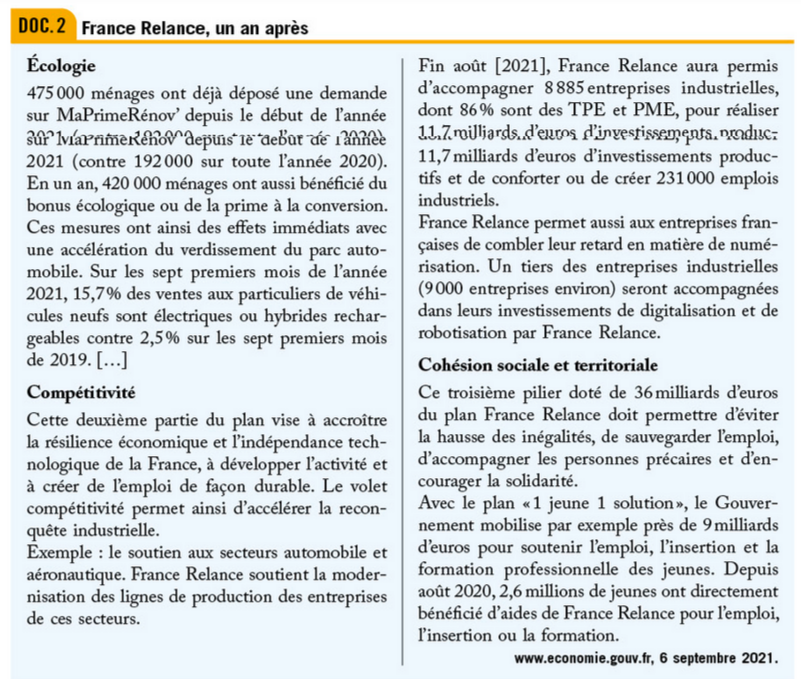 DOC.2 France Relance, un an après
Écologie
475 000 ménages ont déjà déposé une demande
sur MaPrimeRénov’ depuis le début de l’année
sur MaPrimeRénov’ depuis le début de l’année
2021 (contre 192 000 sur toute l’année 2020).
En un an, 420 000 ménages ont aussi bénéficié du
bonus écologique ou de la prime à la conversion.
Ces mesures ont ainsi des effets immédiats avec
une accélération du verdissement du parc auto-
mobile. Sur les sept premiers mois de l’année
2021, 15,7% des ventes aux particuliers de véhi-
cules neufs sont électriques ou hybrides rechar-
geables contre 2,5% sur les sept premiers mois
de 2019. […]
Compétitivité
Cette deuxième partie du plan vise à accroître
la résilience économique et l’indépendance tech-
nologique de la France, à développer l’activité et
à créer de l’emploi de façon durable. Le volet
compétitivité permet ainsi d’accélérer la recon-
quête industrielle.
Exemple : le soutien aux secteurs automobile et
aéronautique. France Relance soutient la moder-
nisation des lignes de production des entreprises
de ces secteurs.
Fin août [2021], France Relance aura permis
d’accompagner 8 885 entreprises industrielles,
dont 86% sont des TPE et PME, pour réaliser
11,7 milliards d’euros d’investissements produc-
11,7 milliards d’euros d’investissements produc-
tifs et de conforter ou de créer 231 000 emplois
industriels.
France Relance permet aussi aux entreprises fran-
çaises de combler leur retard en matière de numé-
risation. Un tiers des entreprises industrielles
(9 000 entreprises environ) seront accompagnées
dans leurs investissements de digitalisation et de
robotisation par France Relance.
Cohésion sociale et territoriale
Ce troisième pilier doté de 36 milliards d’euros
du plan France Relance doit permettre d’éviter
la hausse des inégalités, de sauvegarder l’emploi,
d’accompagner les personnes précaires et d’en-
courager la solidarité.
Avec le plan « 1 jeune 1 solution », le Gouver-
nement mobilise par exemple près de 9 milliards
d’euros pour soutenir l’emploi, l’insertion et la
formation professionnelle des jeunes. Depuis
août 2020, 2,6 millions de jeunes ont directement
bénéficié d’aides de France Relance pour l’emploi,
l’insertion ou la formation.
www.economie.gouv.fr, 6 septembre 2021.